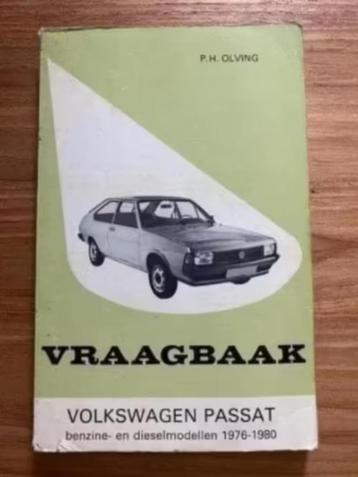 P.H. OLVING
VRAAGBAAK
VOLKSWAGEN PASSAT
benzine- en dieselmodellen 1976-1980